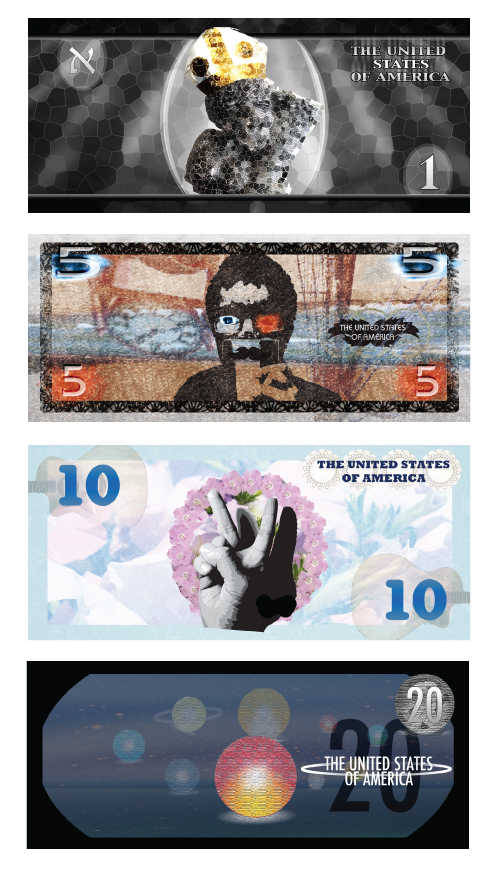 א
THE UNITED
STATES
OF AMERICA
1
5
5
THE UNITED STATES
OF AMERICA
5
5
10
THE UNITED STATES
OF AMERICA
10
20
20
THE UNITED STATES
OF AMERICA